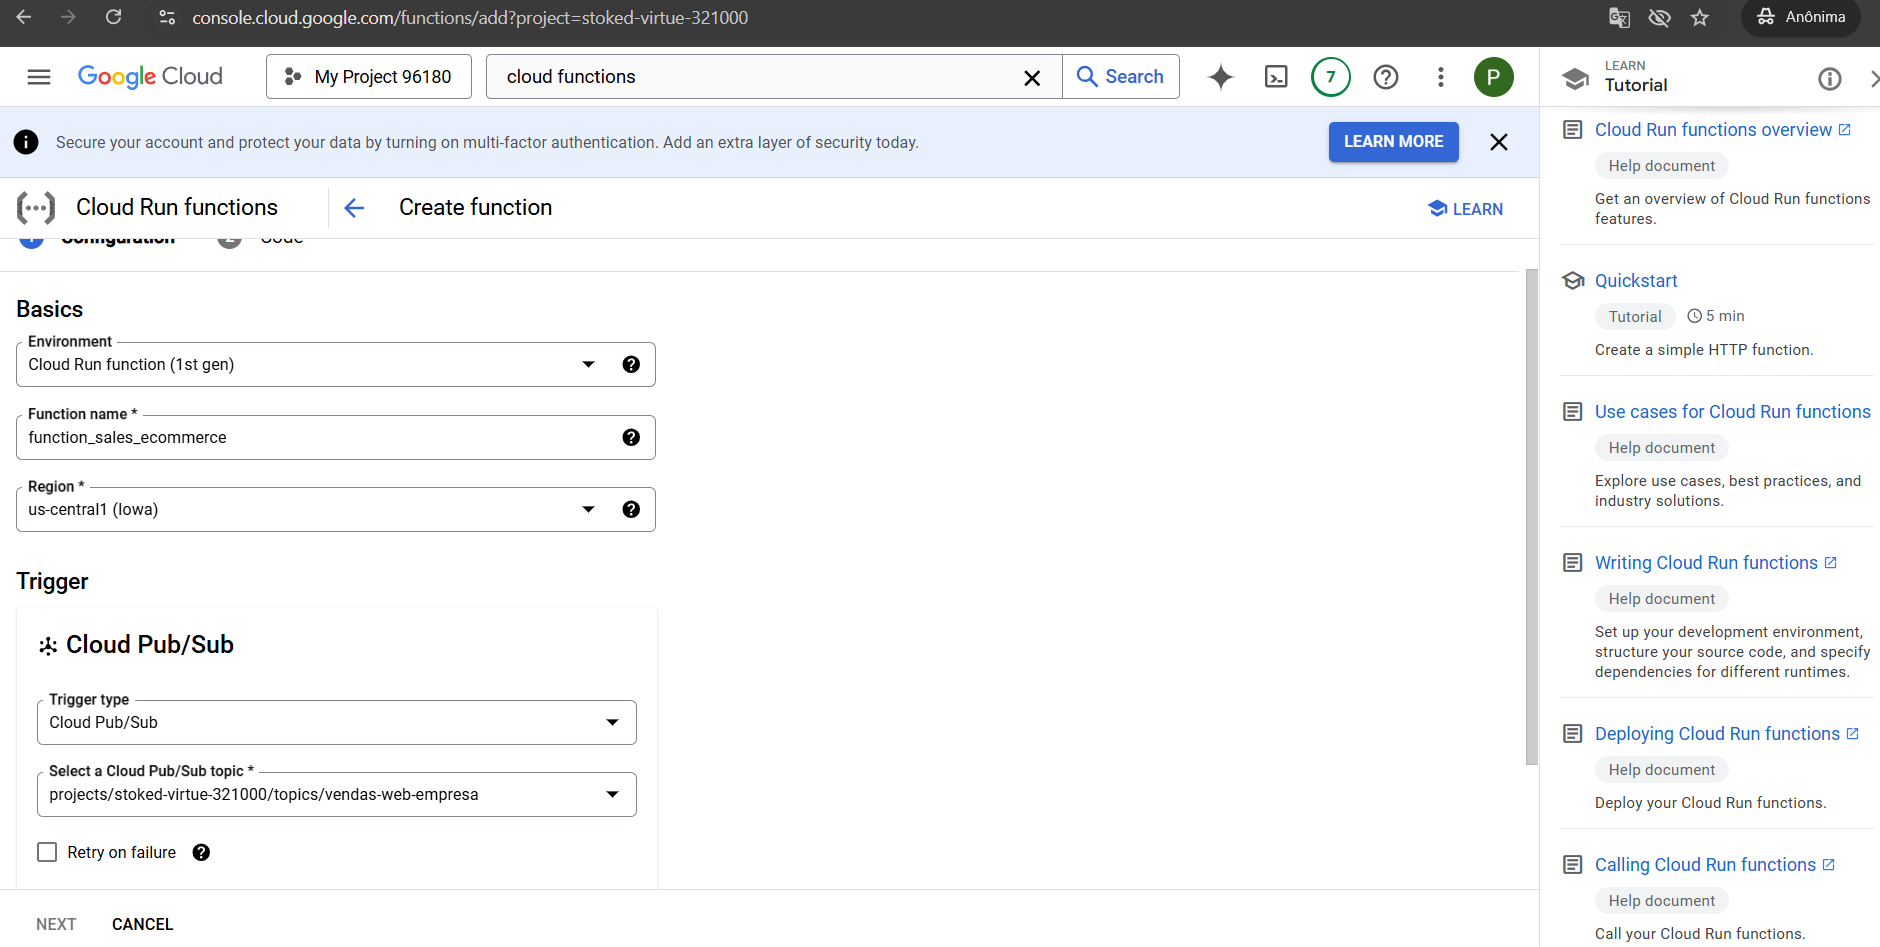 console.cloud.google.com/functions/add?project=stoked-virtue-321000
Anônima
Google Cloud
My Project 96180
cloud functions
Search
7
P
LEARN
Tutorial
Secure your account and protect your data by turning on multi-factor authentication. Add an extra layer of security today.
LEARN MORE
Cloud Run functions
Create function
LEARN
1
Configuration
2
Code
Basics
Environment
Cloud Run function (1st gen)
Function name *
function_sales_ecommerce
Region *
us-central1 (Iowa)
Trigger
Cloud Pub/Sub
Trigger type
Cloud Pub/Sub
Select a Cloud Pub/Sub topic *
projects/stoked-virtue-321000/topics/vendas-web-empresa
Retry on failure
NEXT
CANCEL
Cloud Run functions overview
Help document
Get an overview of Cloud Run functions
features.
Quickstart
Tutorial
5 min
Create a simple HTTP function.
Use cases for Cloud Run functions
Help document
Explore use cases, best practices, and
industry solutions.
Writing Cloud Run functions
Help document
Set up your development environment,
structure your source code, and specify
dependencies for different runtimes.
Deploying Cloud Run functions
Help document
Deploy your Cloud Run functions.
Calling Cloud Run functions
Help document
Call your Cloud Run functions.